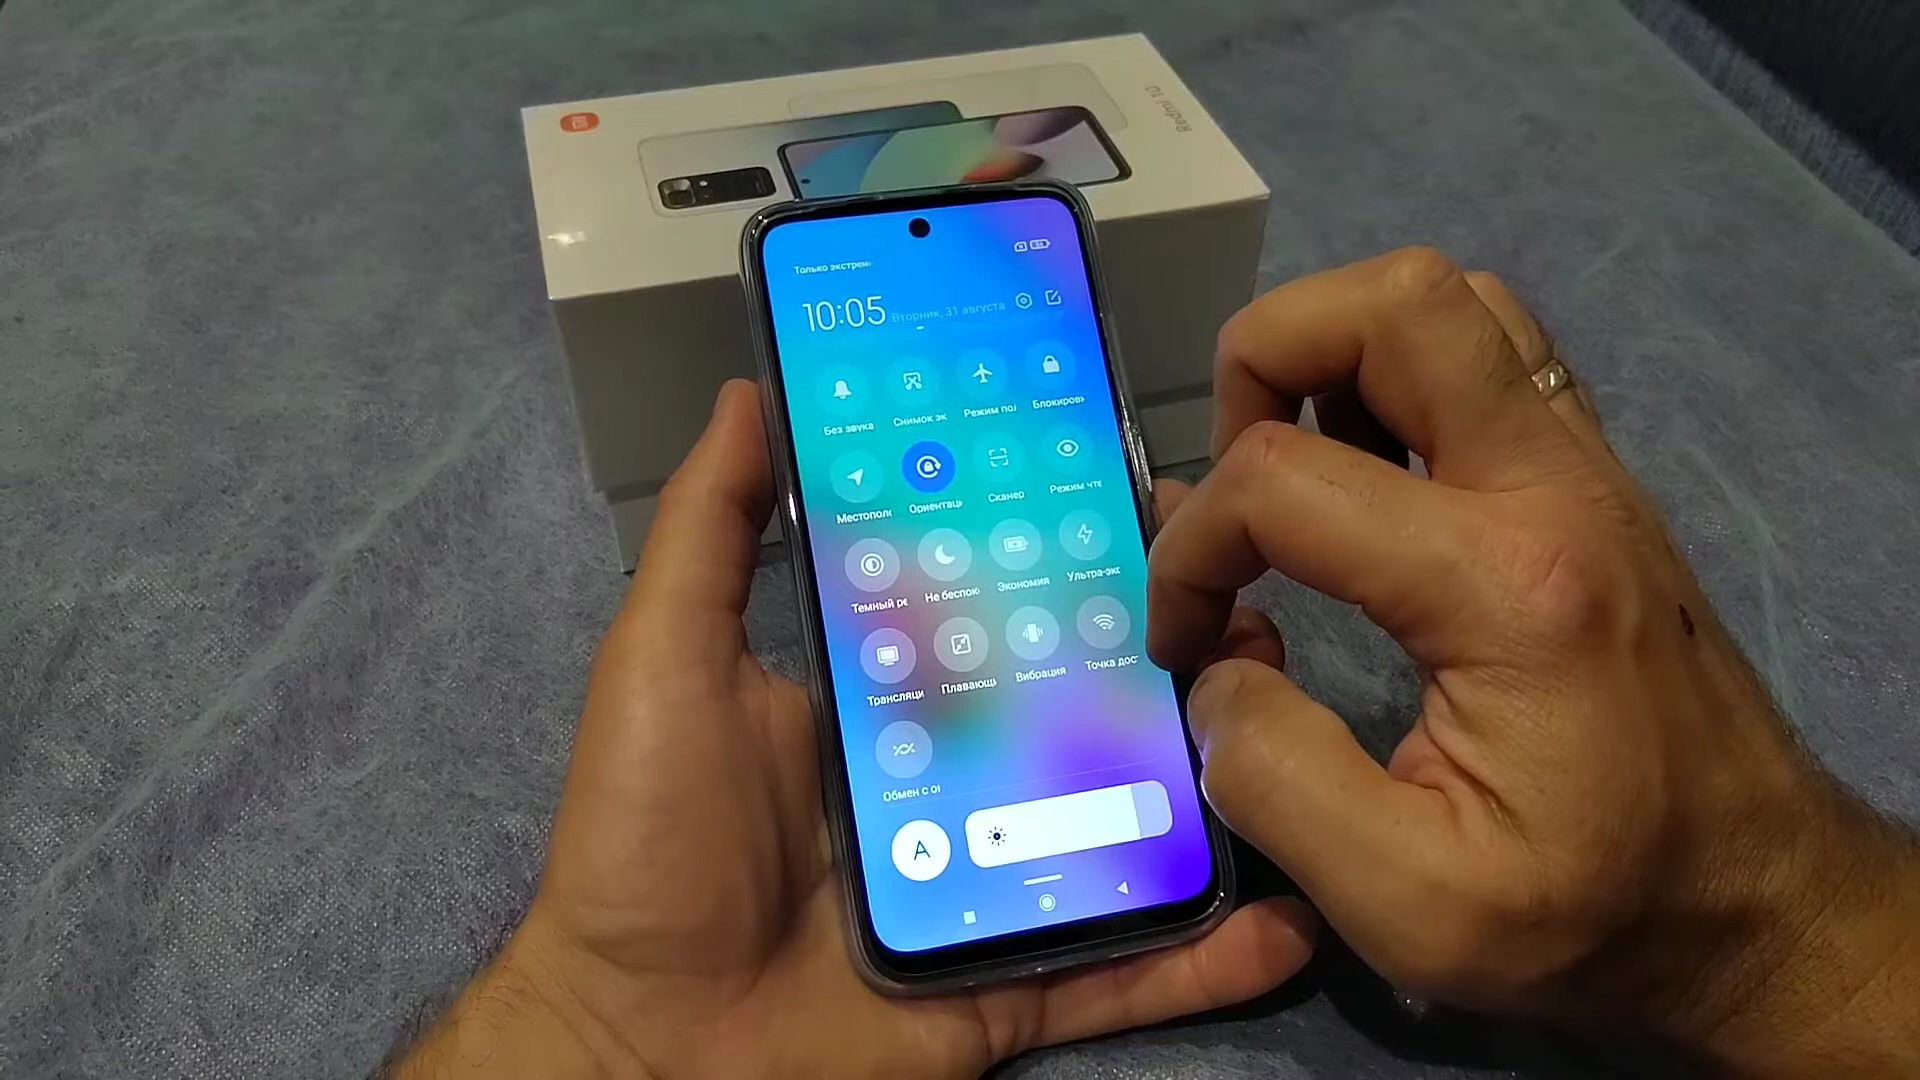 Redmi 10
Только экстрен
10:05 Вторник, 31 августа
Без звука Снимок эк Режим пол Блокиров
Местополо Ориентац Сканер Режим чте
Темный ре Не беспок Экономия Ультра-эк
Трансляци Плавающ Вибрация Точка дос
Обмен с
A